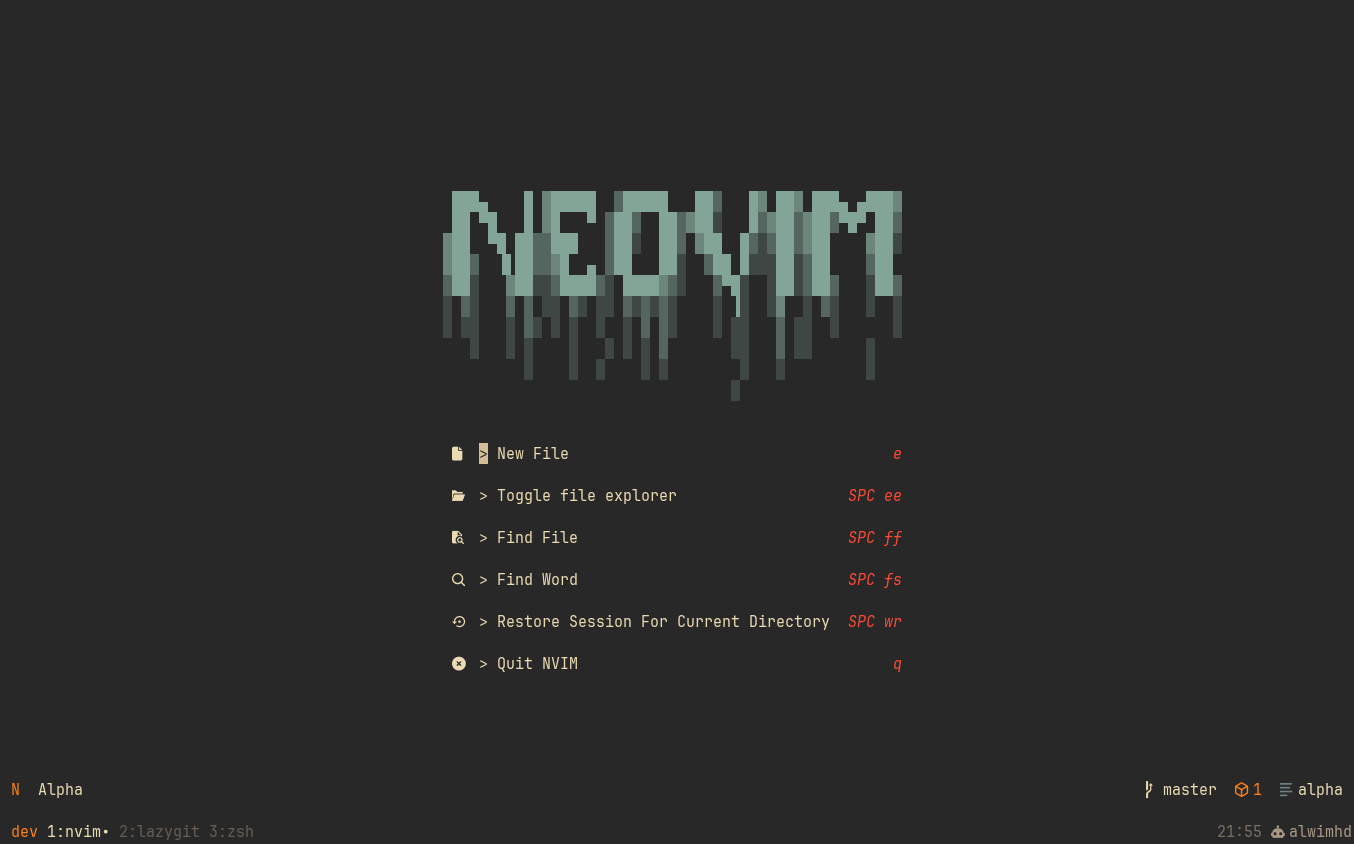 NEOVIM
> New File e
> Toggle file explorer SPC ee
> Find File SPC ff
> Find Word SPC fs
> Restore Session For Current Directory SPC wr
> Quit NVIM q
N Alpha master 1 alpha
dev 1:nvim• 2:lazygit 3:zsh 21:55 alwimhd